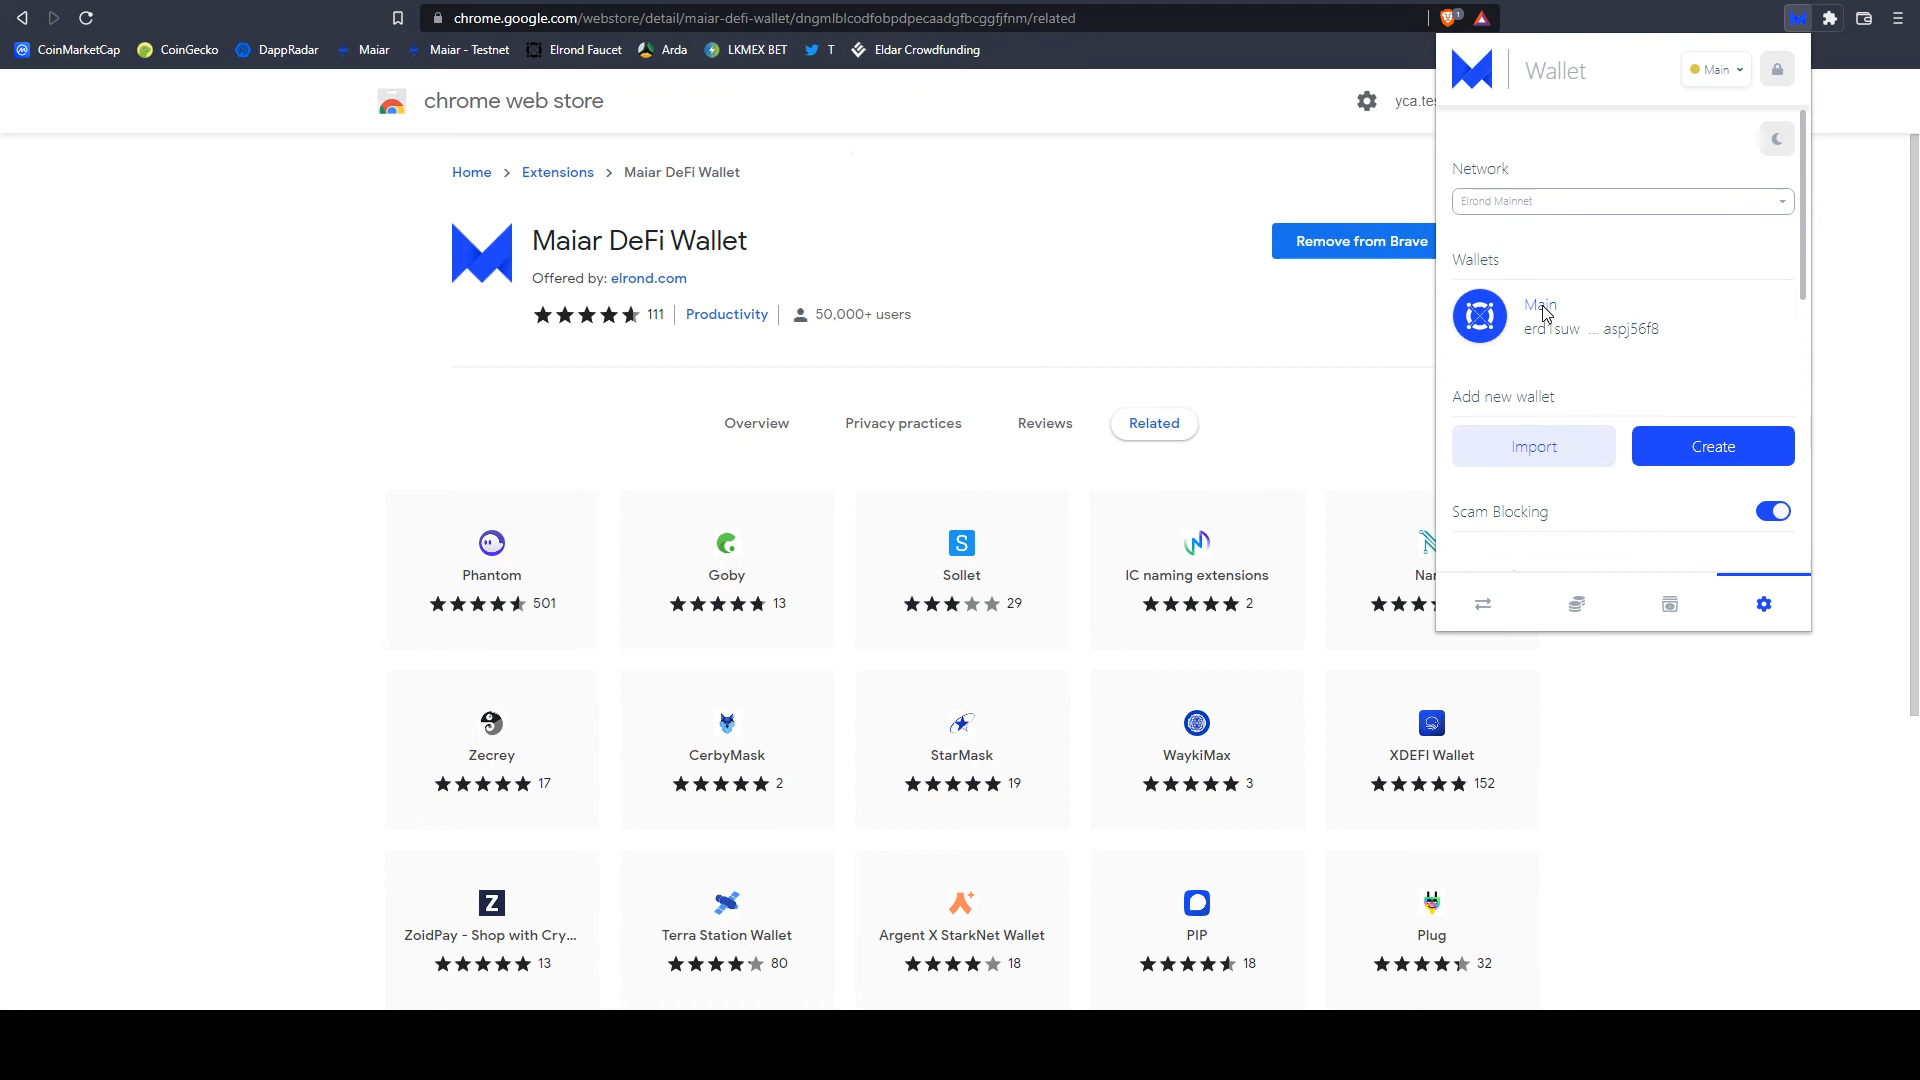 chrome.google.com/webstore/detail/maiar-defi-wallet/dngmlblcodfobpdpecaadgfbcggfjfnm/related
1
CoinMarketCap
CoinGecko
DappRadar
Maiar
Maiar - Testnet
Elrond Faucet
Arda
LKMEX BET
T
Eldar Crowdfunding
chrome web store
Home > Extensions > Maiar DeFi Wallet
Maiar DeFi Wallet
Offered by: elrond.com
111 | Productivity | 50,000+ users
Remove from Brave
Overview
Privacy practices
Reviews
Related
Phantom
501
Goby
13
Sollet
29
IC naming extensions
2
Zecrey
17
CerbyMask
2
StarMask
19
WaykiMax
3
XDEFI Wallet
152
ZoidPay - Shop with Cry...
13
Terra Station Wallet
80
Argent X StarkNet Wallet
18
PIP
18
Plug
32
Wallet
Main
Network
Elrond Mainnet
Wallets
Main
erd1suw ... aspj56f8
Add new wallet
Import
Create
Scam Blocking